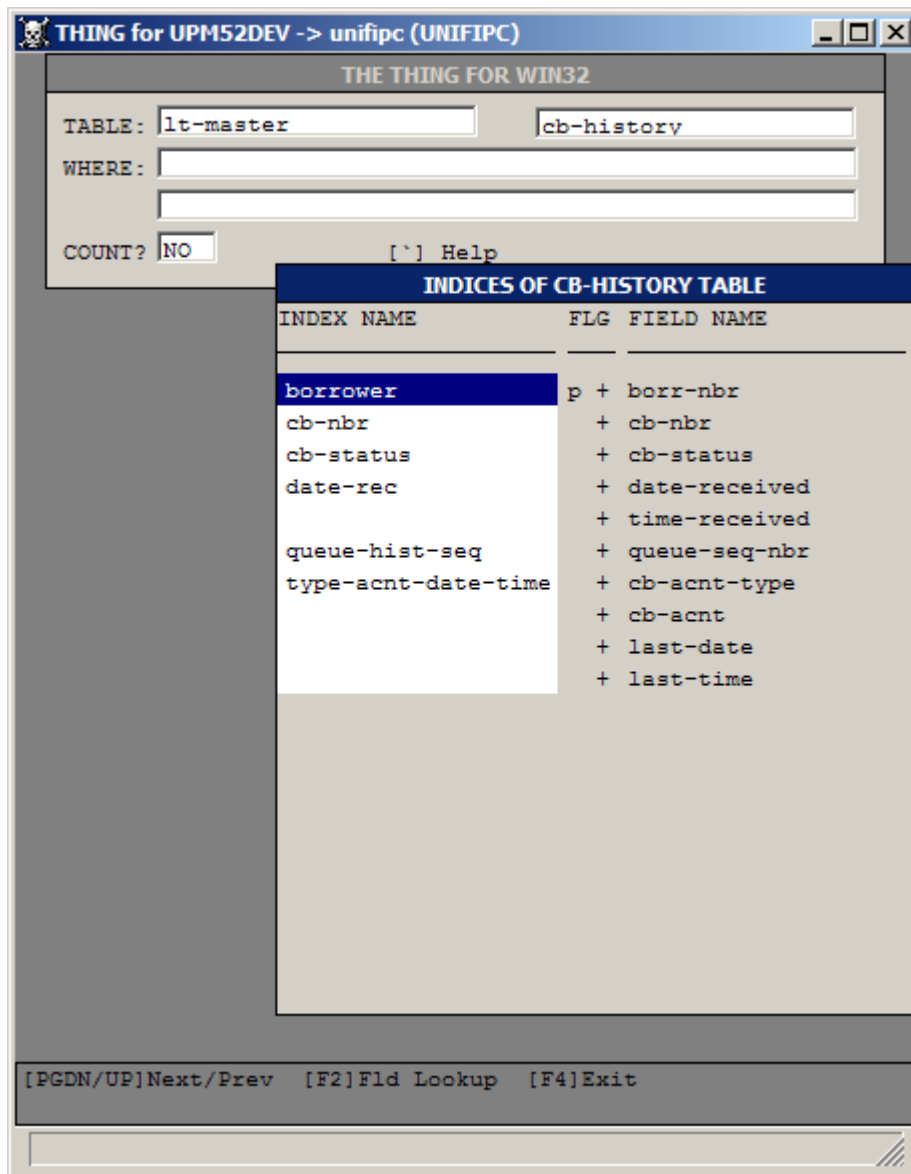 THING for UPM52DEV -> unifipc (UNIFIPC)
THE THING FOR WIN32
TABLE: lt-master cb-history
WHERE:
COUNT? NO [`] Help
INDICES OF CB-HISTORY TABLE
INDEX NAME FLG FIELD NAME
borrower p + borr-nbr
cb-nbr + cb-nbr
cb-status + cb-status
date-rec + date-received
+ time-received
queue-hist-seq + queue-seq-nbr
type-acnt-date-time + cb-acnt-type
+ cb-acnt
+ last-date
+ last-time
[PGDN/UP]Next/Prev [F2]Fld Lookup [F4]Exit